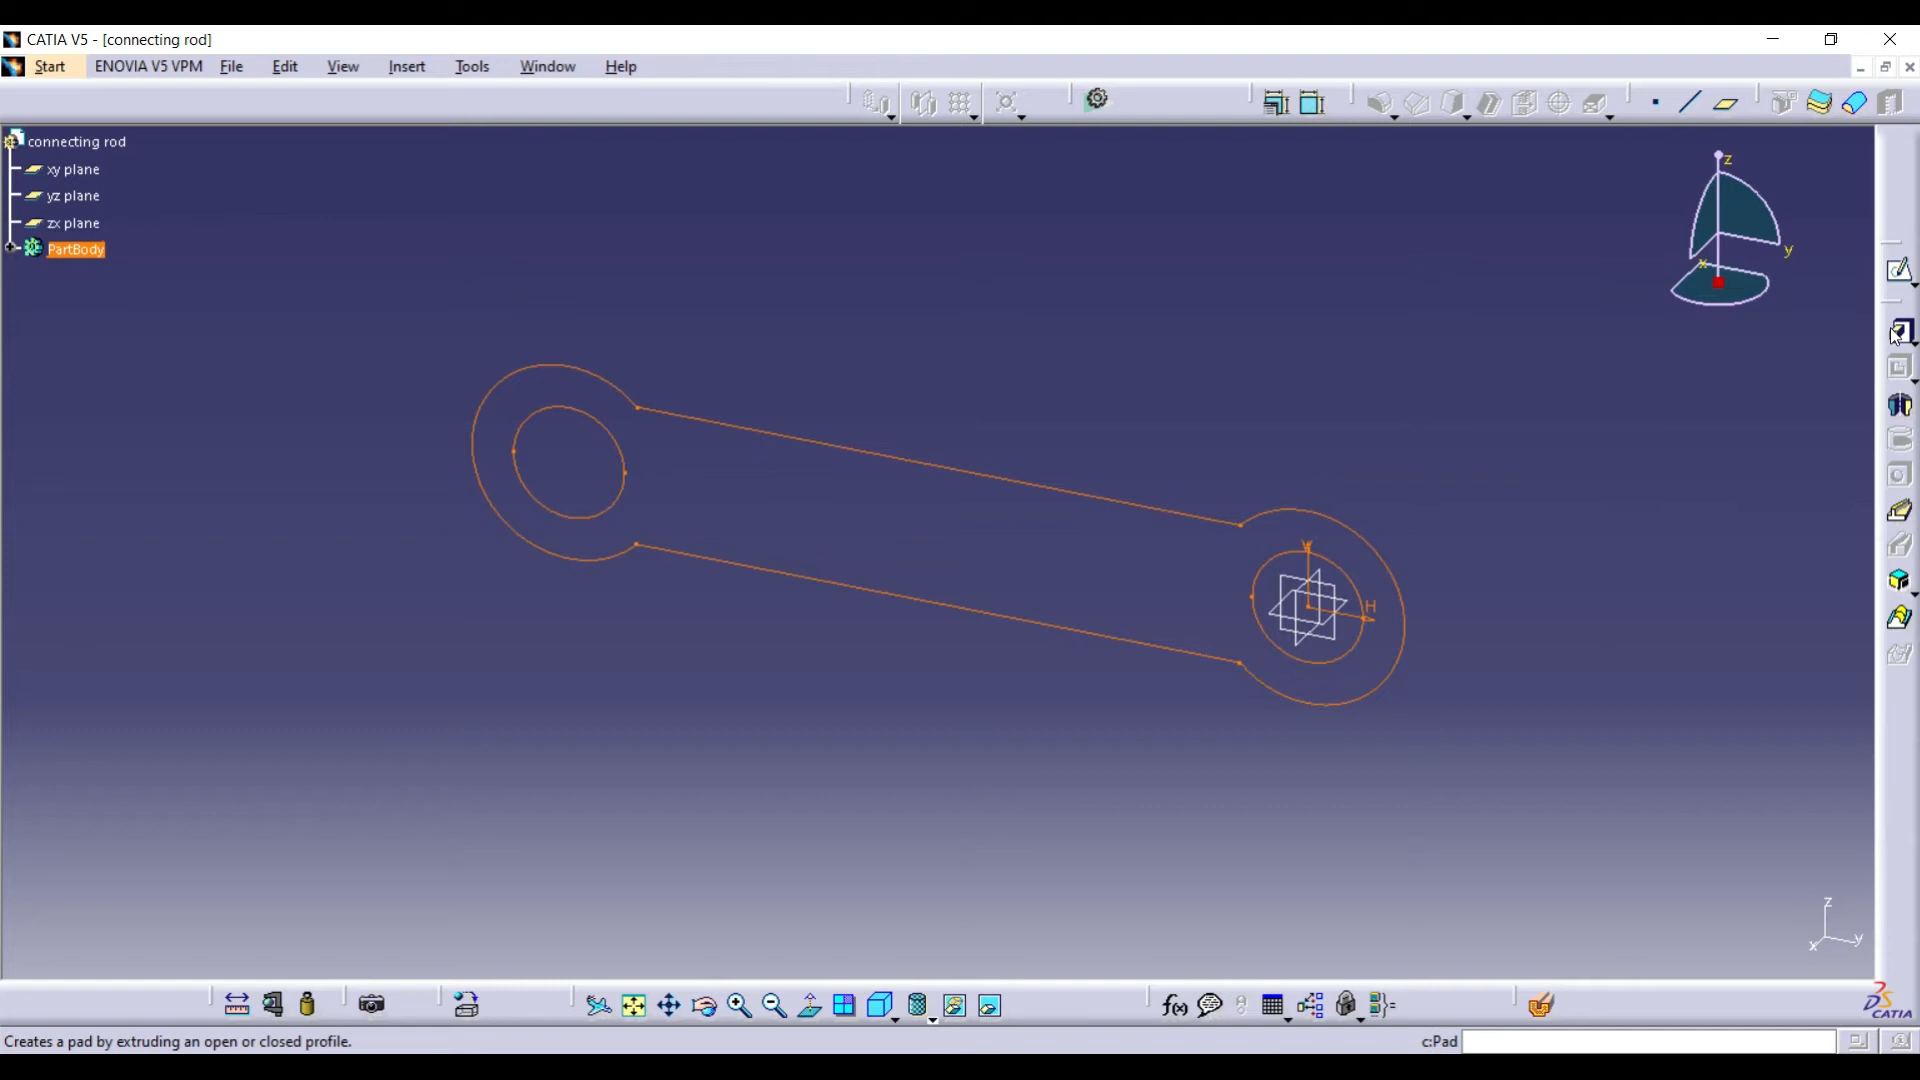 CATIA V5 - [connecting rod]
Start ENOVIA V5 VPM File Edit View Insert Tools Window Help
connecting rod
xy plane
yz plane
zx plane
PartBody
z
y
x
V
H
z
y
x
f(x)
CATIA
Creates a pad by extruding an open or closed profile.
c:Pad